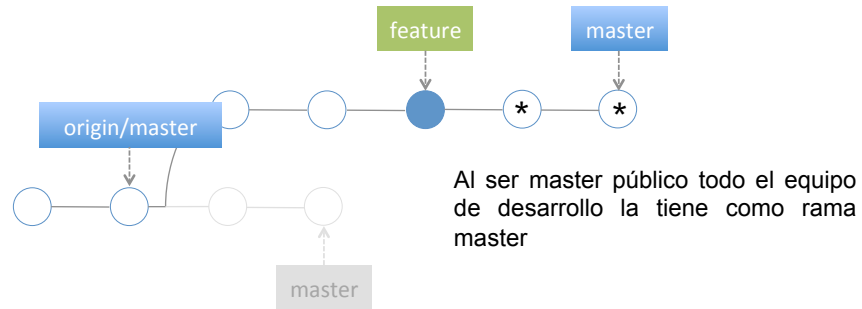 feature
master
*
*
origin/master
Al ser master público todo el equipo
de desarrollo la tiene como rama
master
master